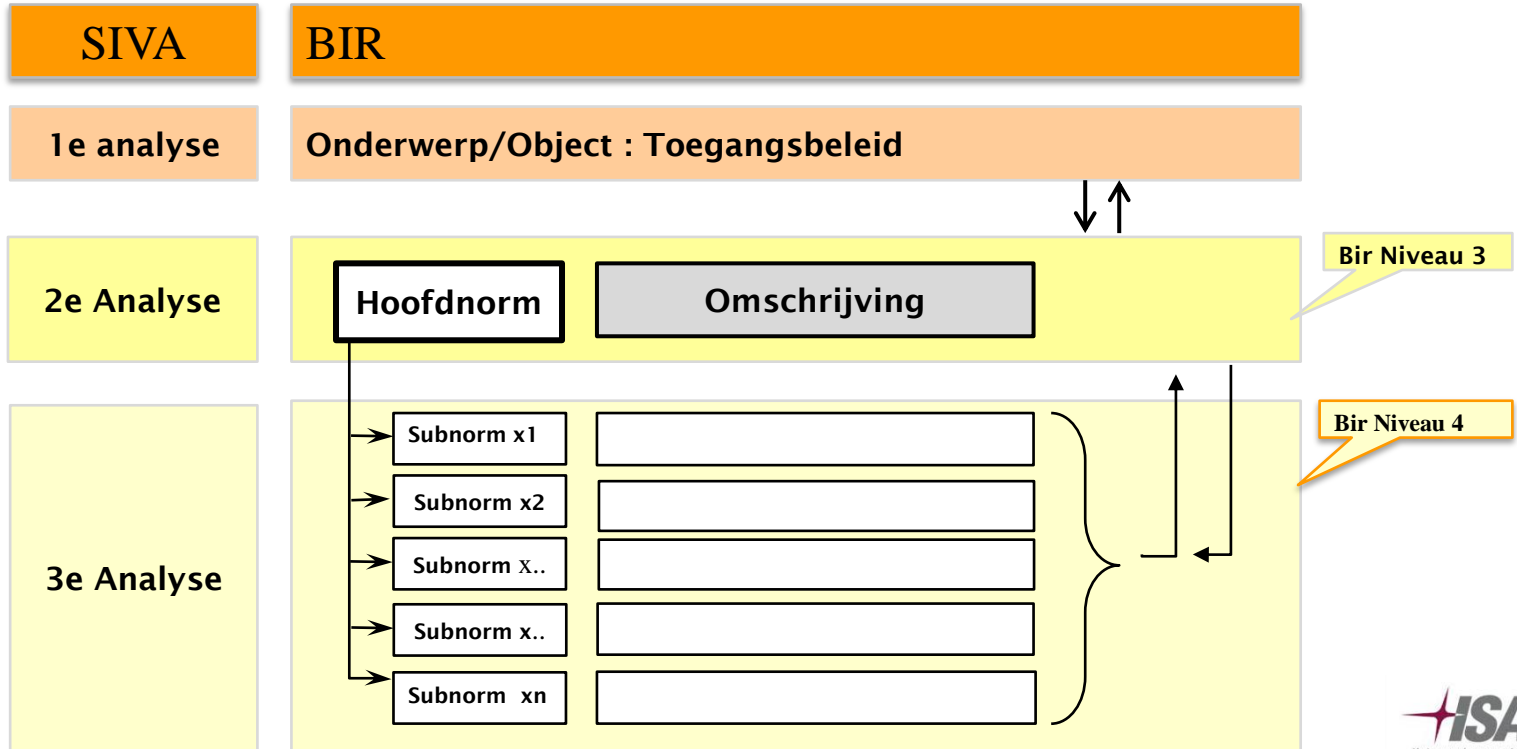 SIVA
BIR
1e analyse
Onderwerp/Object : Toegangsbeleid
2e Analyse
Hoofdnorm
Omschrijving
Bir Niveau 3
3e Analyse
Subnorm x1
Subnorm x2
Subnorm x..
Subnorm x..
Subnorm xn
Bir Niveau 4